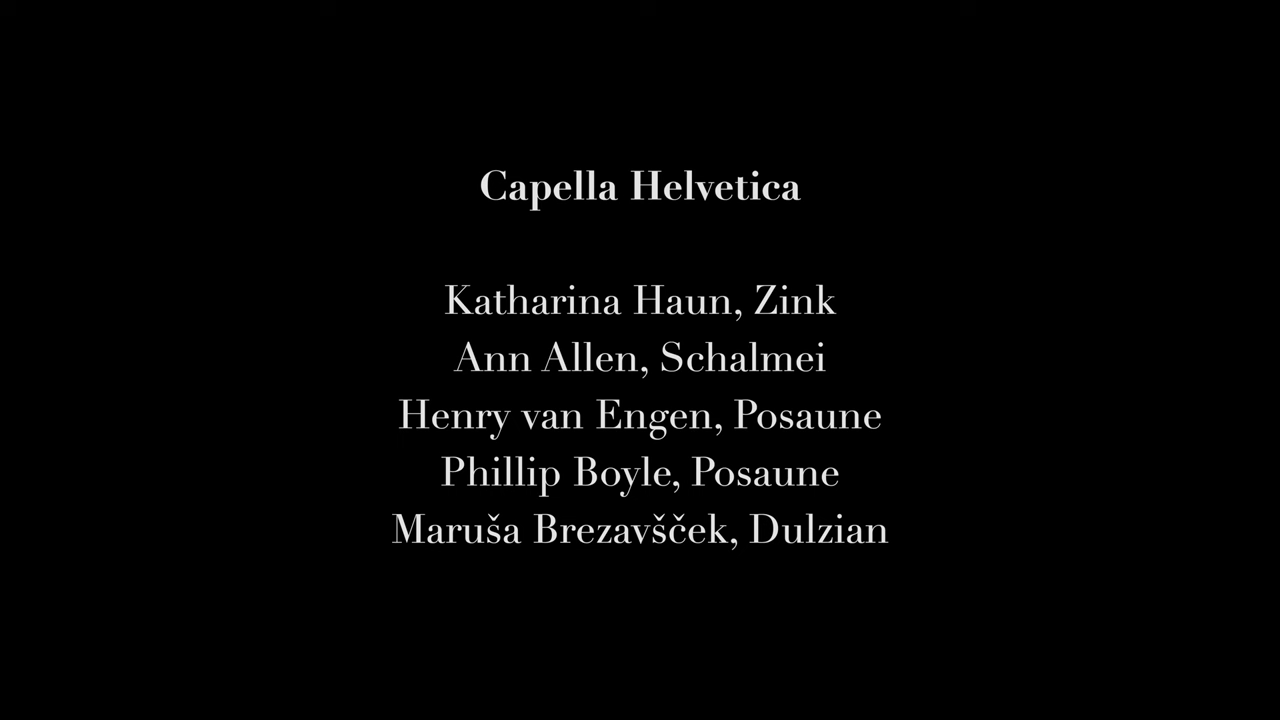 Capella Helvetica
Katharina Haun, Zink
Ann Allen, Schalmei
Henry van Engen, Posaune
Phillip Boyle, Posaune
Maruša Brezavšček, Dulzian